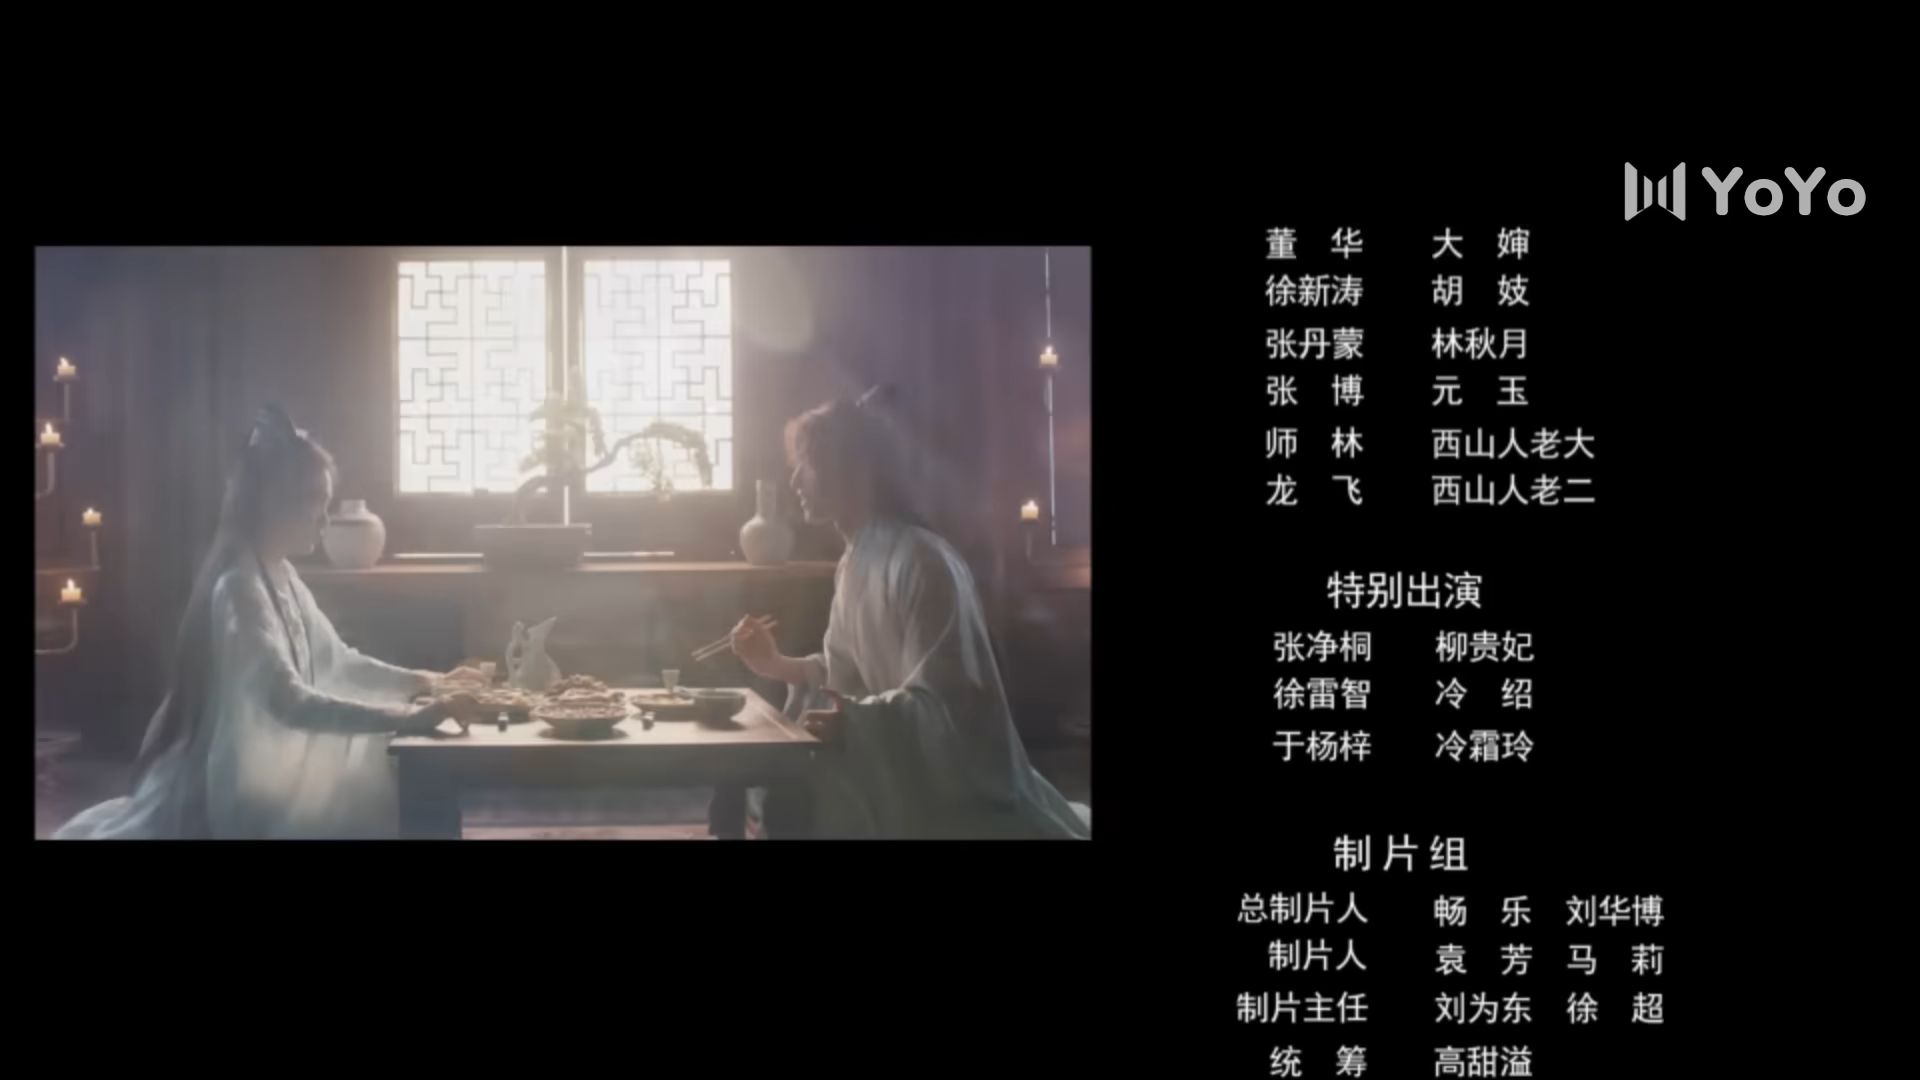 YoYo
董 华 大 婶
徐新涛 胡 妓
张丹蒙 林秋月
张 博 元 玉
师 林 西山人老大
龙 飞 西山人老二
特别出演
张净桐 柳贵妃
徐雷智 冷 绍
于杨梓 冷霜玲
制片组
总制片人 畅 乐 刘华博
制片人 袁 芳 马 莉
制片主任 刘为东 徐 超
统 筹 高甜溢